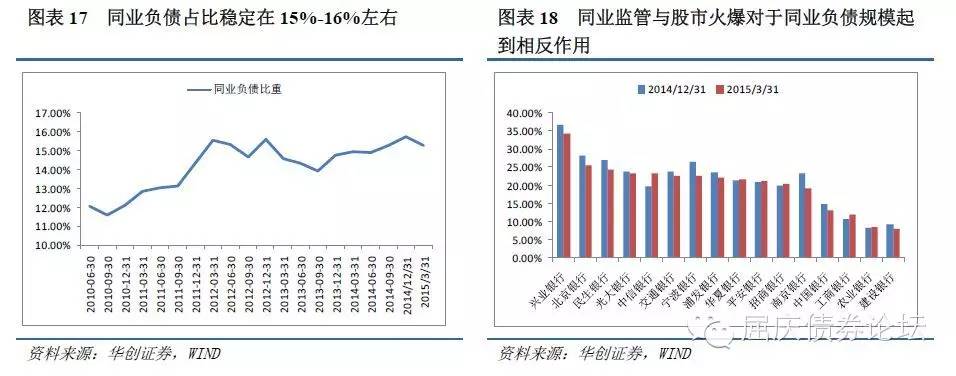 图表 17 同业负债占比稳定在 15%-16%左右
同业负债比重
17.00%
16.00%
15.00%
14.00%
13.00%
12.00%
11.00%
10.00%
2010-06-30
2010-09-30
2010-12-31
2011-03-31
2011-06-30
2011-09-30
2011-12-31
2012-03-31
2012-06-30
2012-09-30
2012-12-31
2013-03-31
2013-06-30
2013-09-30
2013-12-31
2014-03-31
2014-06-30
2014-09-30
2014/12/31
2015/3/31
资料来源：华创证券，WIND
图表 18 同业监管与股市火爆对于同业负债规模起
到相反作用
2014/12/31
2015/3/31
40.00%
35.00%
30.00%
25.00%
20.00%
15.00%
10.00%
5.00%
0.00%
兴业银行
北京银行
民生银行
光大银行
中信银行
交通银行
宁波银行
浦发银行
华夏银行
平安银行
招商银行
南京银行
中国银行
工商银行
农业银行
建设银行
屈庆债券论坛
资料来源：华创证券，WIND